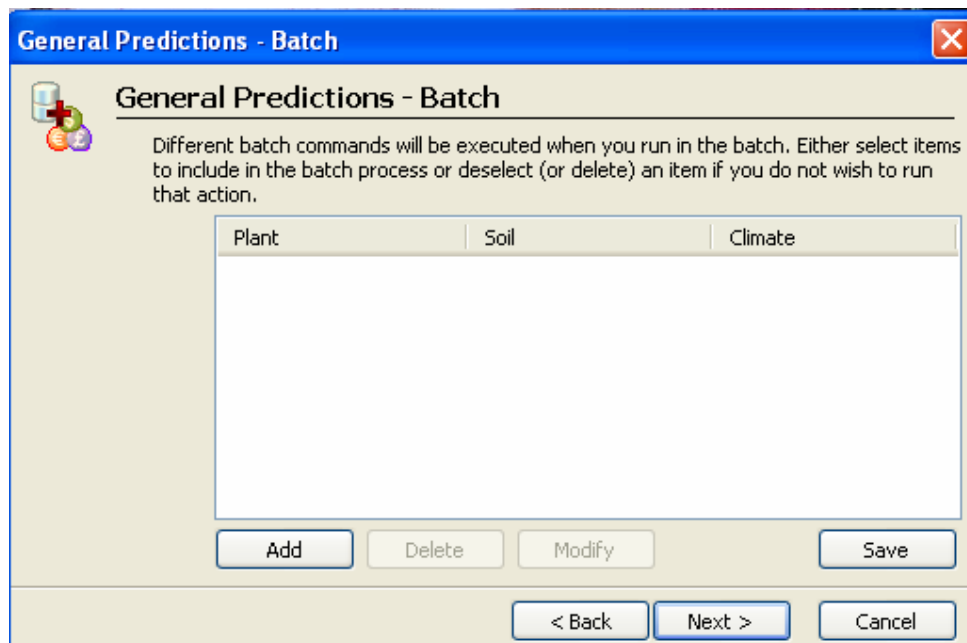 General Predictions - Batch
General Predictions - Batch
Different batch commands will be executed when you run in the batch. Either select items
to include in the batch process or deselect (or delete) an item if you do not wish to run
that action.
Plant Soil Climate
Add Delete Modify Save
< Back Next > Cancel